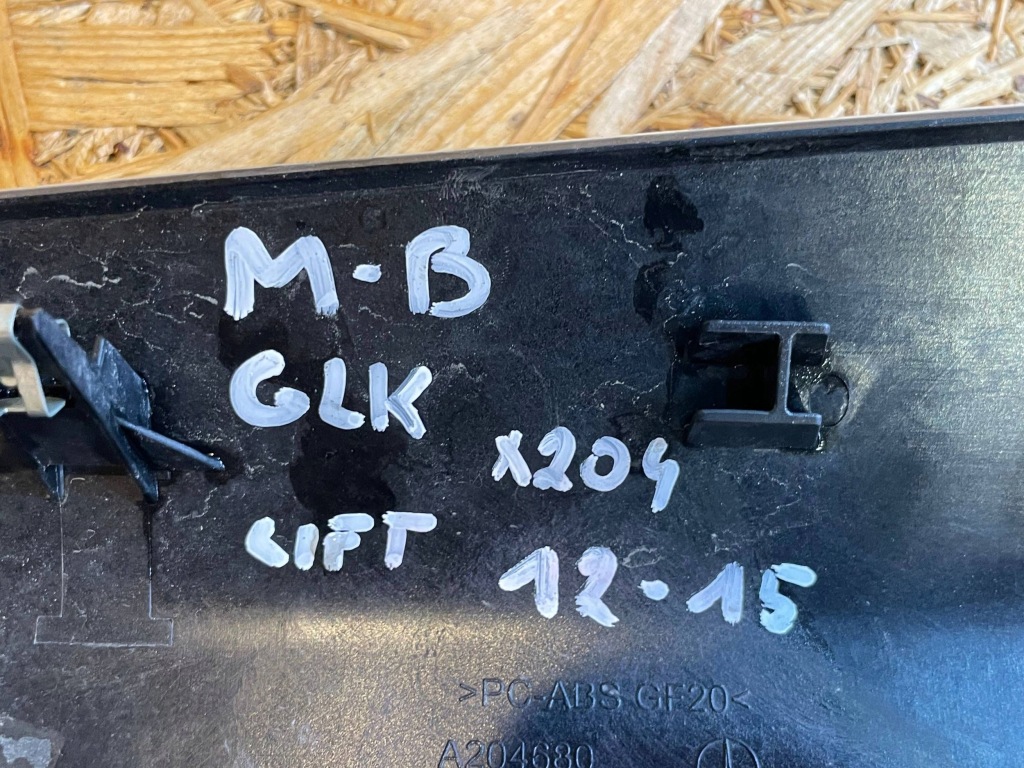 M-B
GLK
X204
LIFT
12-15
>PC-ABS GF20<
A204680